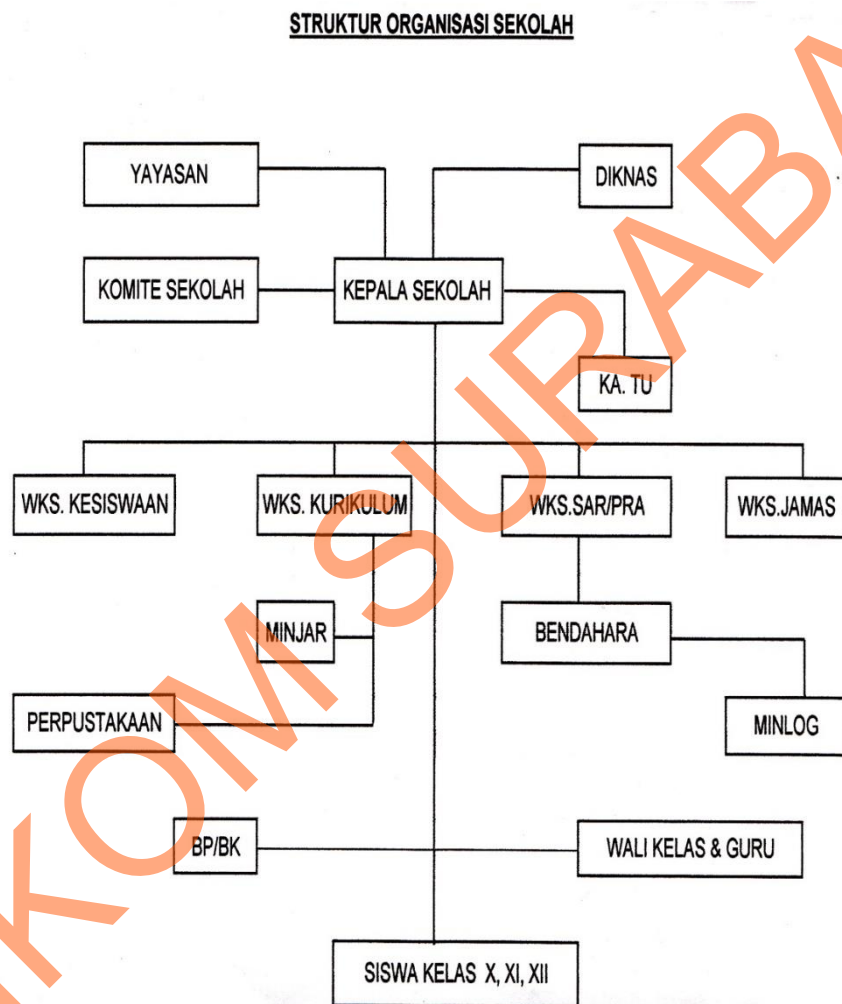 STRUKTUR ORGANISASI SEKOLAH
YAYASAN
DIKNAS
KOMITE SEKOLAH
KEPALA SEKOLAH
KA. TU
WKS. KESISWAAN
WKS. KURIKULUM
WKS.SAR/PRA
WKS.JAMAS
MINJAR
BENDAHARA
PERPUSTAKAAN
MINLOG
BP/BK
WALI KELAS & GURU
SISWA KELAS X, XI, XII
IKOM SURABA